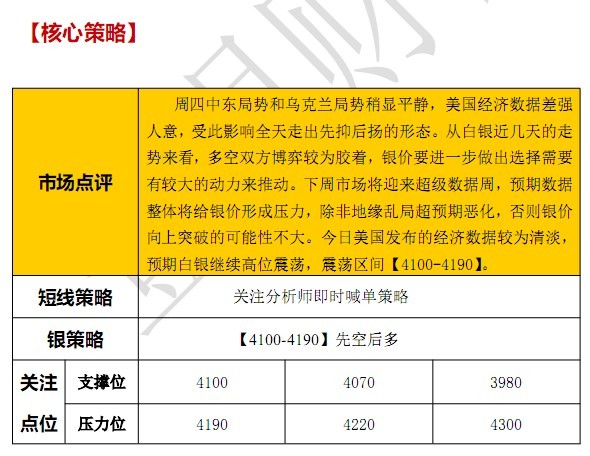 【核心策略】
市场点评
周四中东局势和乌克兰局势稍显平静，美国经济数据差强
人意，受此影响全天走出先抑后扬的形态。从白银近几天的走
势来看，多空双方博弈较为胶着，银价要进一步做出选择需要
有较大的动力来推动。下周市场将迎来超级数据周，预期数据
整体将给银价形成压力，除非地缘乱局超预期恶化，否则银价
向上突破的可能性不大。今日美国发布的经济数据较为清淡，
预期白银继续高位震荡，震荡区间【4100-4190】。
短线策略 关注分析师即时喊单策略
银策略 【4100-4190】先空后多
关注
点位
支撑位 4100 4070 3980
压力位 4190 4220 4300